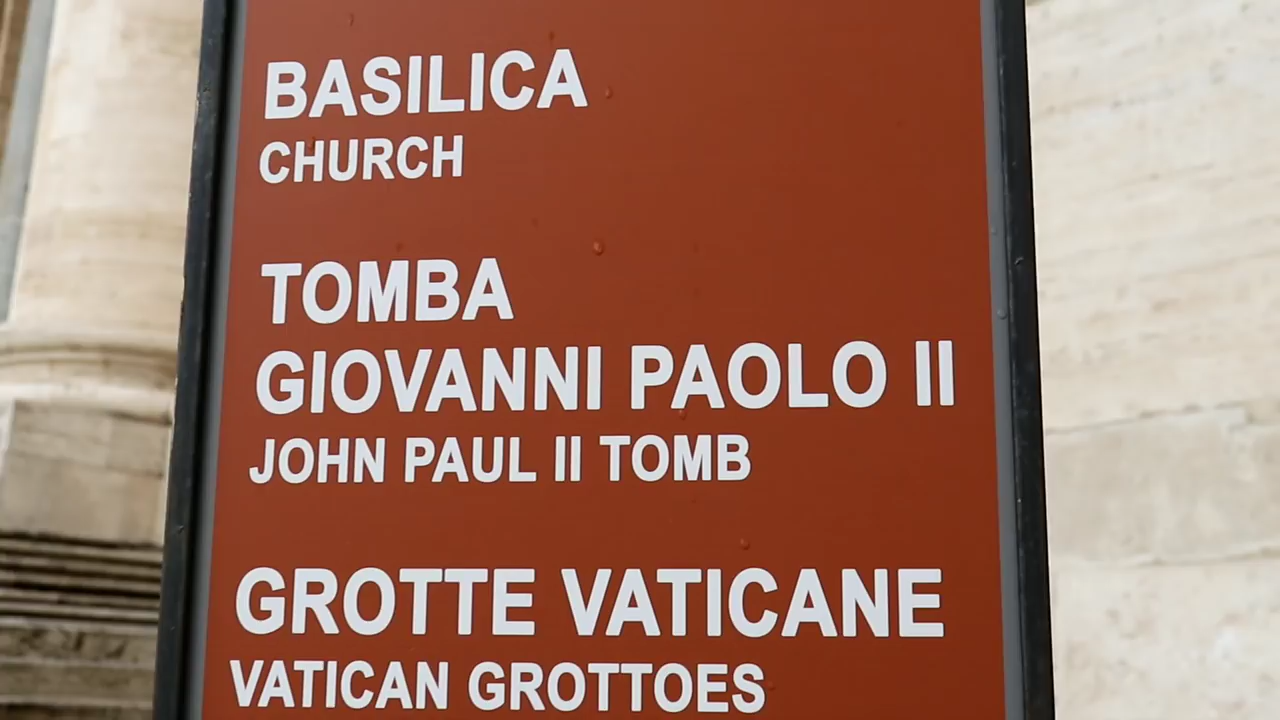 BASILICA
CHURCH
TOMBA
GIOVANNI PAOLO II
JOHN PAUL II TOMB
GROTTE VATICANE
VATICAN GROTTOES